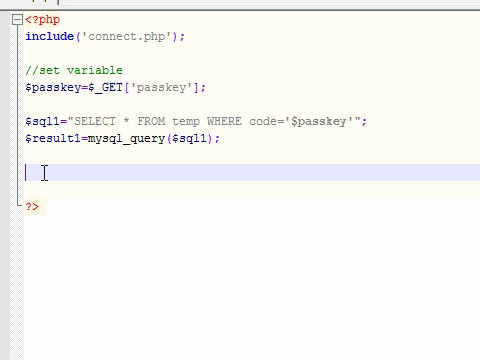 <?php
include('connect.php');
//set variable
$passkey=$_GET['passkey'];
$sql1="SELECT * FROM temp WHERE code='$passkey'";
$result1=mysql_query($sql1);
?>